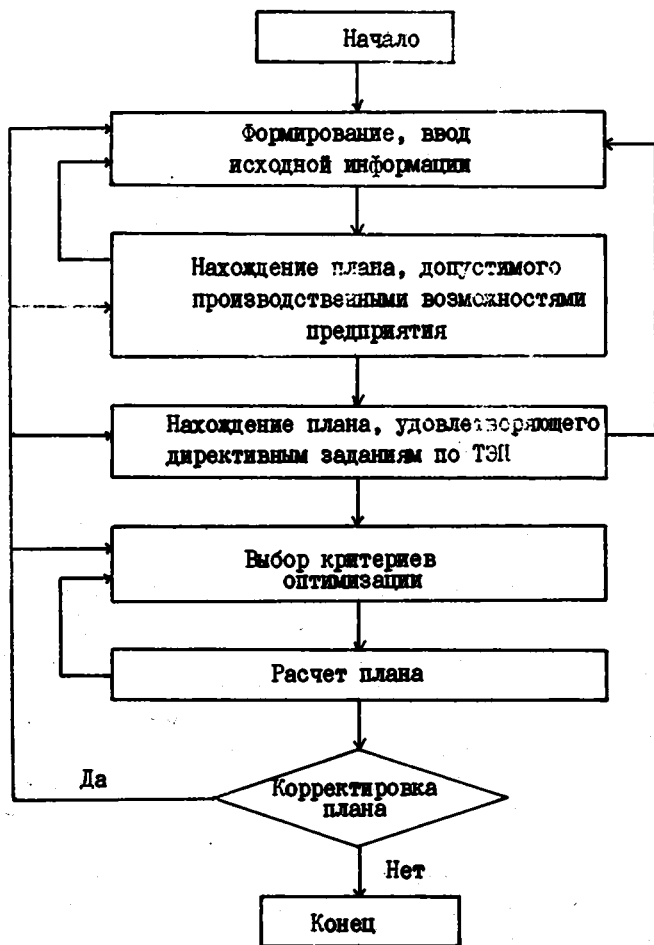 Начало
Формирование, ввод
исходной информации
Нахождение плана, допустимого
производственными возможностями
предприятия
Нахождение плана, удовлетворяющего
директивным заданиям по ТЭП
Выбор критериев
оптимизации
Расчет плана
Да
Корректировка
плана
Нет
Конец